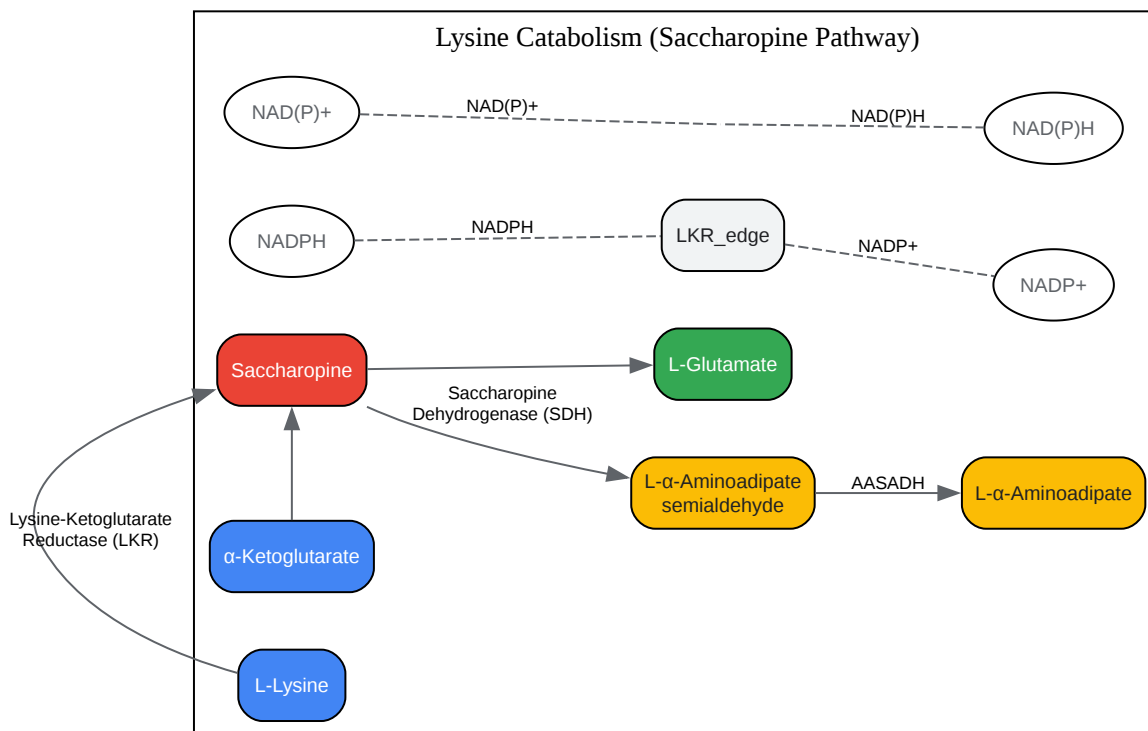 Lysine Catabolism (Saccharopine Pathway)
NAD(P)+
NAD(P)+
NAD(P)H
NAD(P)H
NADPH
NADPH
LKR_edge
NADP+
NADP+
Saccharopine
L-Glutamate
Saccharopine
Dehydrogenase (SDH)
L-α-Aminoadipate
semialdehyde
AASADH
L-α-Aminoadipate
Lysine-Ketoglutarate
Reductase (LKR)
α-Ketoglutarate
L-Lysine